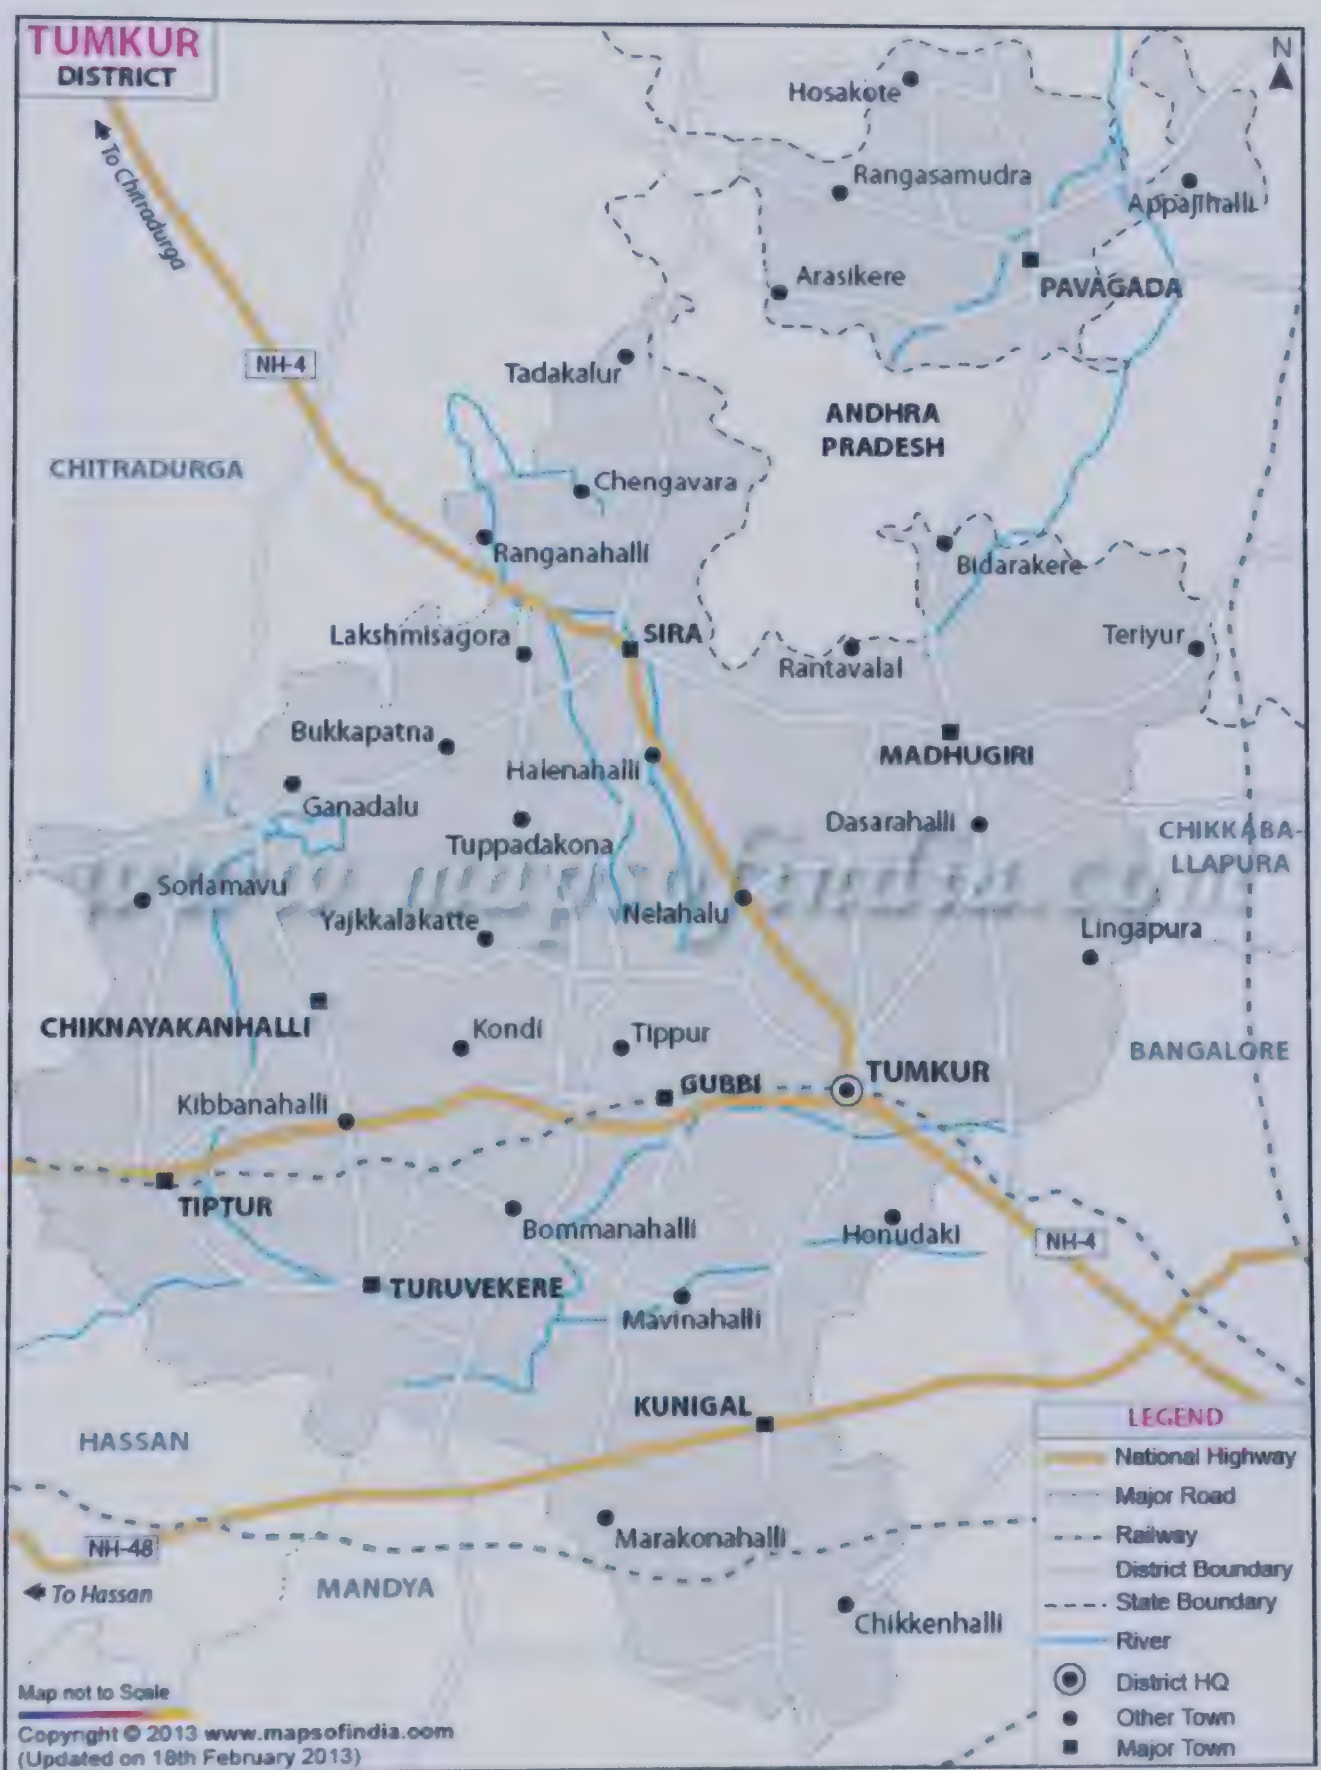 TUMKUR
DISTRICT
N
To Chitradurga
Hosakote
Rangasamudra
Appajihalli
Arasikere
PAVAGADA
NH-4
Tadakalur
ANDHRA
PRADESH
CHITRADURGA
Chengavara
Ranganahalli
Bidarakere
Lakshmisagora
SIRA
Teriyur
Rantavalal
Bukkapatna
MADHUGIRI
Halenahalli
Ganadalu
Dasarahalli
CHIKKABA-
LLAPURA
Tuppadakona
www.mapsofindia.com
Sorlamavu
Yajkkalakatte
Nelahalu
Lingapura
CHIKNAYAKANHALLI
Kondi
Tippur
BANGALORE
TUMKUR
GUBBI
Kibbanahalli
TIPTUR
Bommanahalli
Honudaki
NH-4
TURUVEKERE
Mavinahalli
KUNIGAL
HASSAN
Marakonahalli
NH-48
To Hassan
MANDYA
Chikkenhalli
LEGEND
National Highway
Major Road
Railway
District Boundary
State Boundary
River
District HQ
Other Town
Major Town
Map not to Scale
Copyright © 2013 www.mapsofindia.com
(Updated on 18th February 2013)